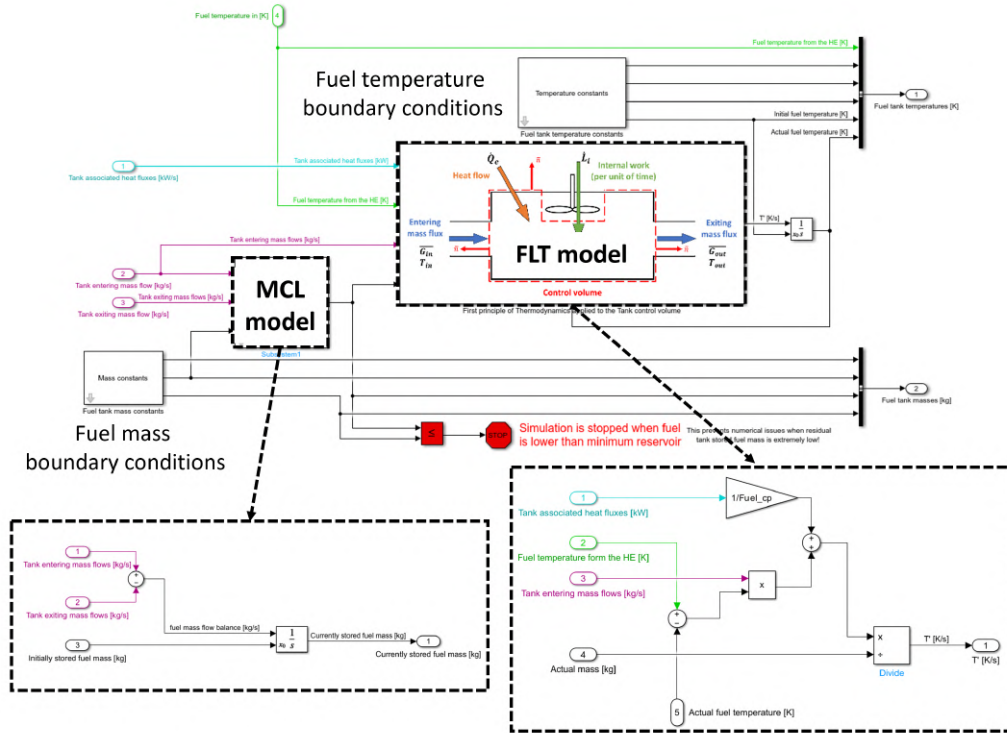 Fuel temperature in [K]
4
Fuel temperature from the HE [K]
Fuel temperature
boundary conditions
Temperature constants
Fuel tank temperature constants
Initial fuel temperature [K]
Actual fuel temperature [K]
1
Fuel tank temperatures [K]
1
Tank associated heat fluxes [kW/s]
Tank associated heat fluxes [kW]
Fuel temperature from the HE [K]
Q̇e
Heat flow
n̄
L̇i
Internal work
(per unit of time)
Entering
mass flux
Gin
Tin
n̄
FLT model
n̄
Exiting
mass flux
Gout
Tout
Control volume
First principle of Thermodynamics applied to the Tank control volume
T' [K/s]
x₀
1
s
Tank entering mass flows [kg/s]
2
Tank entering mass flow [kg/s]
Tank exiting mass flows [kg/s]
3
Tank exiting mass flow [kg/s]
MCL
model
Subsystem1
Mass constants
Fuel tank mass constants
Fuel mass
boundary conditions
2
Fuel tank masses [kg]
≤
STOP
Simulation is stopped when fuel
is lower than minimum reservoir
This prevents numerical issues when residual
tank stored fuel mass is extremely low!
1
Tank entering mass flows [kg/s]
+
−
2
Tank exiting mass flows [kg/s]
fuel mass flow balance [kg/s]
3
Initially stored fuel mass [kg]
x₀
1
s
Currently stored fuel mass [kg]
1
Currently stored fuel mass [kg]
1
Tank associated heat fluxes [kW]
1/Fuel_cp
2
Fuel temperature form the HE [K]
3
Tank entering mass flows [kg/s]
+
−
x
+
+
4
Actual mass [kg]
5
Actual fuel temperature [K]
×
÷
Divide
T' [K/s]
1
T' [K/s]